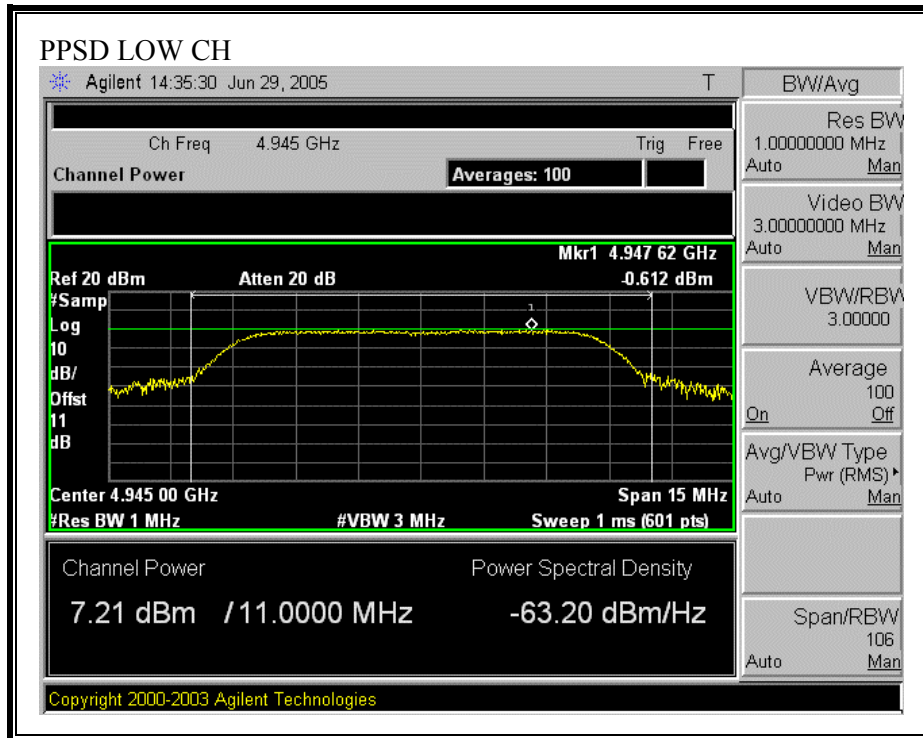 PPSD LOW CH
Agilent 14:35:30 Jun 29, 2005 T
Ch Freq 4.945 GHz Trig Free
Channel Power Averages: 100
Mkr1 4.947 62 GHz
Ref 20 dBm Atten 20 dB -0.612 dBm
#Samp
Log
10
dB/
Offst
11
dB
1
Center 4.945 00 GHz Span 15 MHz
#Res BW 1 MHz #VBW 3 MHz Sweep 1 ms (601 pts)
Channel Power Power Spectral Density
7.21 dBm /11.0000 MHz -63.20 dBm/Hz
Copyright 2000-2003 Agilent Technologies
BW/Avg
Res BW
1.00000000 MHz
Auto Man
Video BW
3.00000000 MHz
Auto Man
VBW/RBW
3.00000
Average
100
On Off
Avg/VBW Type
Pwr (RMS)
Auto Man
Span/RBW
106
Auto Man